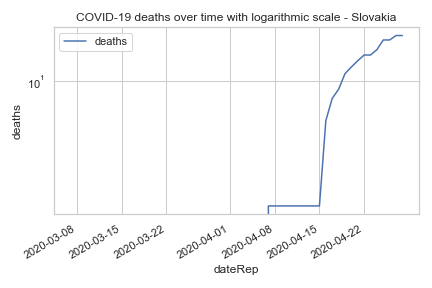 COVID-19 deaths over time with logarithmic scale - Slovakia
deaths
10¹
deaths
2020-03-08
2020-03-15
2020-03-22
2020-04-01
2020-04-08
2020-04-15
2020-04-22
dateRep